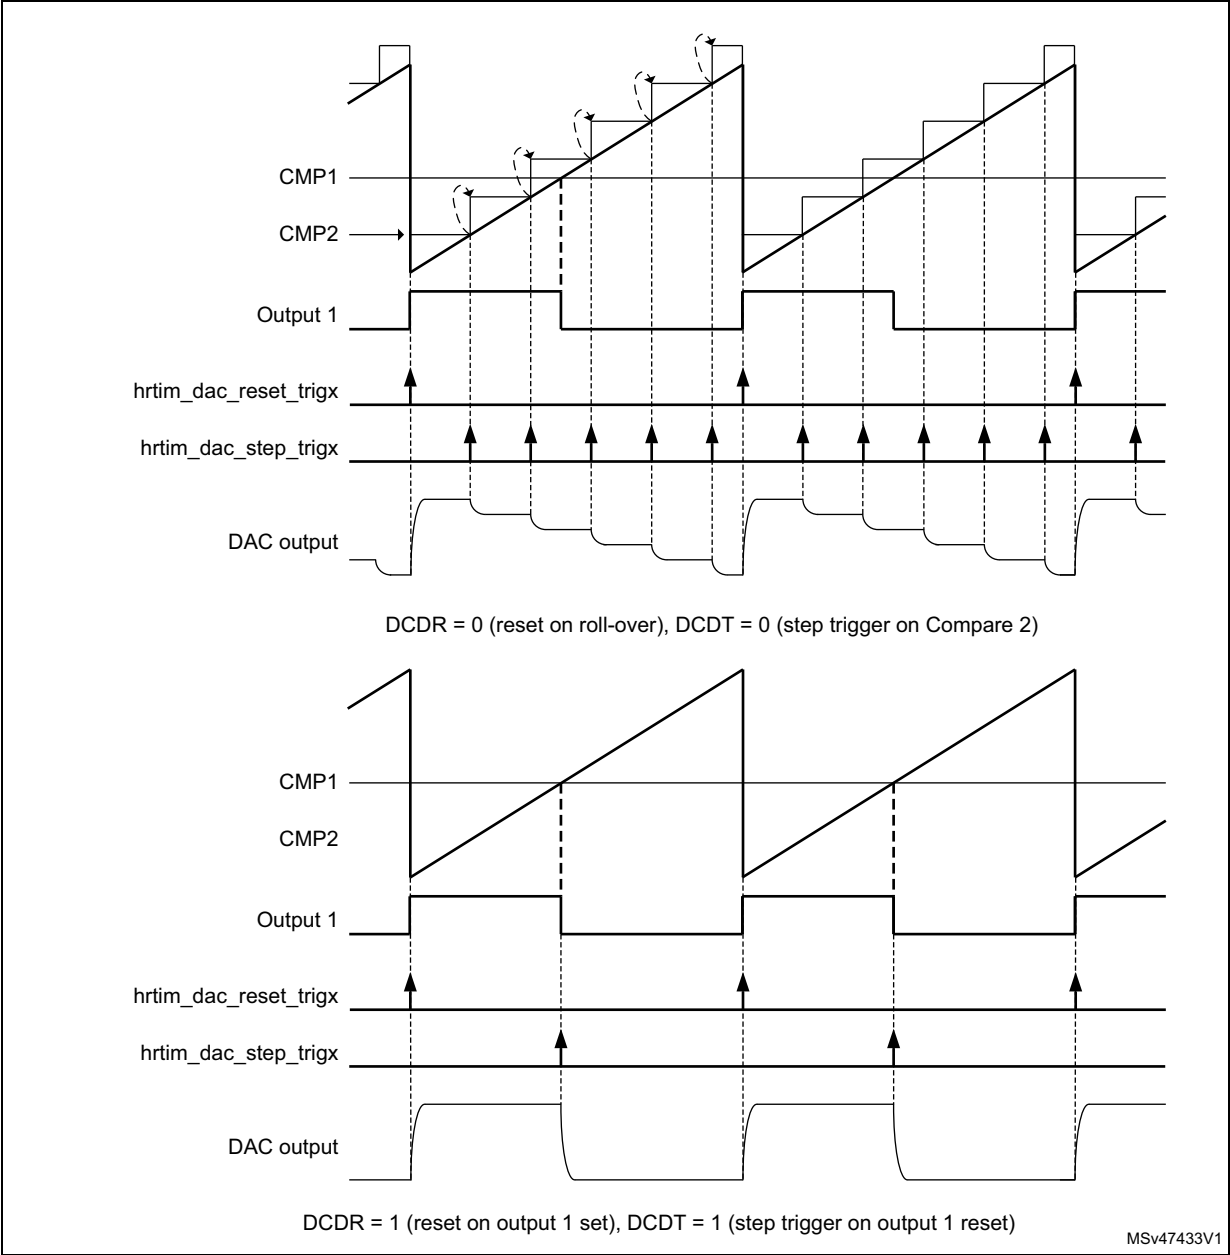 CMP1
CMP2
Output 1
hrtim_dac_reset_trigx
hrtim_dac_step_trigx
DAC output
DCDR = 0 (reset on roll-over), DCDT = 0 (step trigger on Compare 2)
CMP1
CMP2
Output 1
hrtim_dac_reset_trigx
hrtim_dac_step_trigx
DAC output
DCDR = 1 (reset on output 1 set), DCDT = 1 (step trigger on output 1 reset)
MSv47433V1